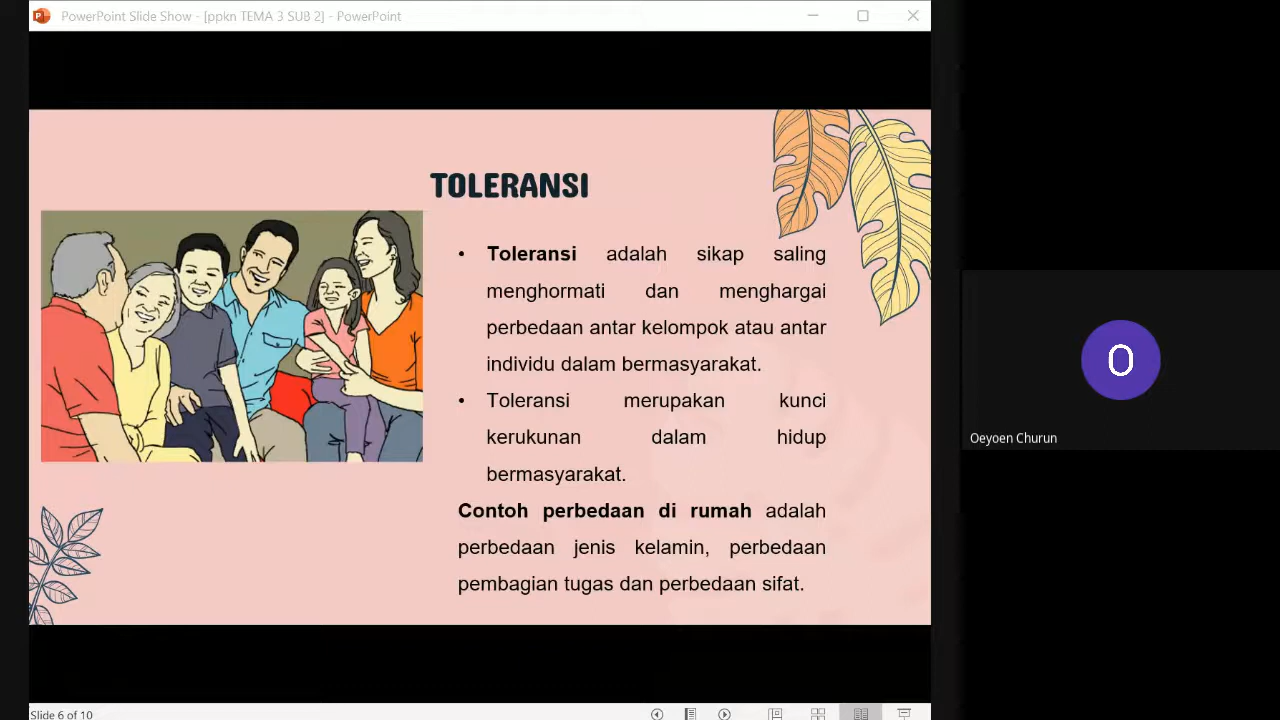 PowerPoint Slide Show - [ppkn TEMA 3 SUB 2] - PowerPoint
TOLERANSI
• Toleransi adalah sikap saling
menghormati dan menghargai
perbedaan antar kelompok atau antar
individu dalam bermasyarakat.
• Toleransi merupakan kunci
kerukunan dalam hidup
bermasyarakat.
Contoh perbedaan di rumah adalah
perbedaan jenis kelamin, perbedaan
pembagian tugas dan perbedaan sifat.
O
Oeyoen Churun
Slide 6 of 10